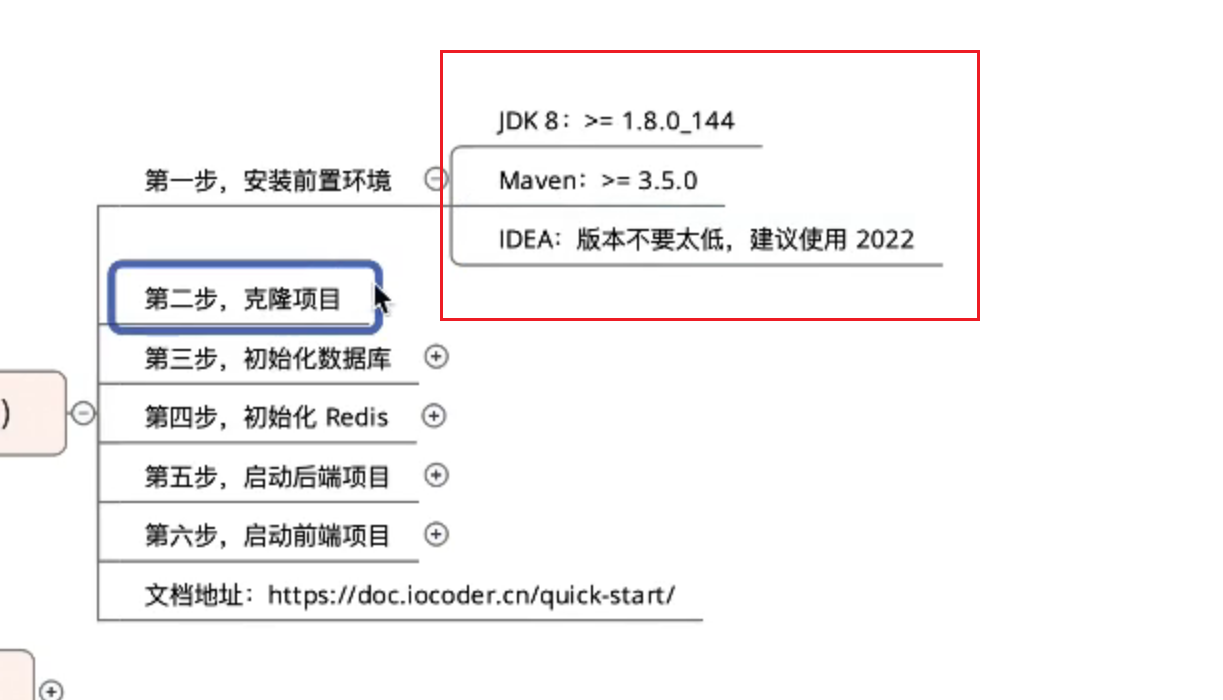 JDK 8：>= 1.8.0_144
第一步，安装前置环境
Maven：>= 3.5.0
IDEA：版本不要太低，建议使用 2022
第二步，克隆项目
第三步，初始化数据库
)
第四步，初始化 Redis
第五步，启动后端项目
第六步，启动前端项目
文档地址：https://doc.iocoder.cn/quick-start/